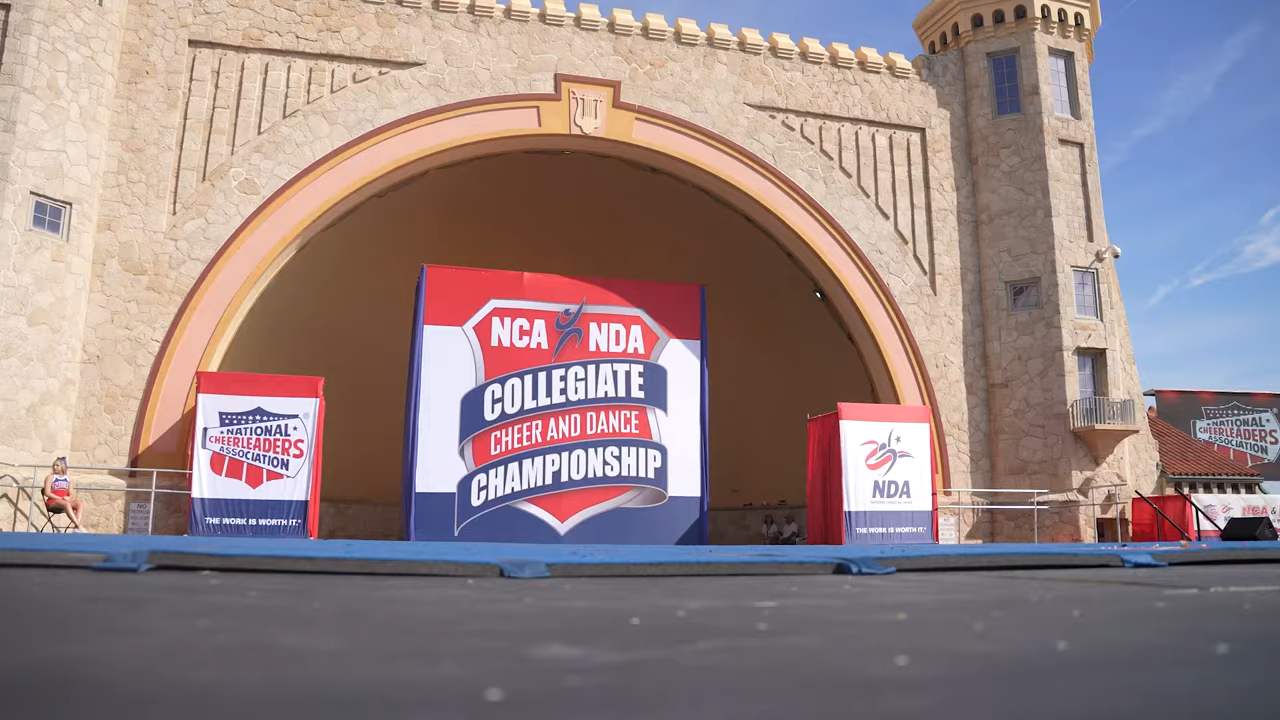 NCA NDA
COLLEGIATE
CHEER AND DANCE
CHAMPIONSHIP
NATIONAL
CHEERLEADERS
ASSOCIATION
®
THE WORK IS WORTH IT.
NDA
THE WORK IS WORTH IT.
NATIONAL
CHEERLEADERS
ASSOCIATION
NCA &
NO